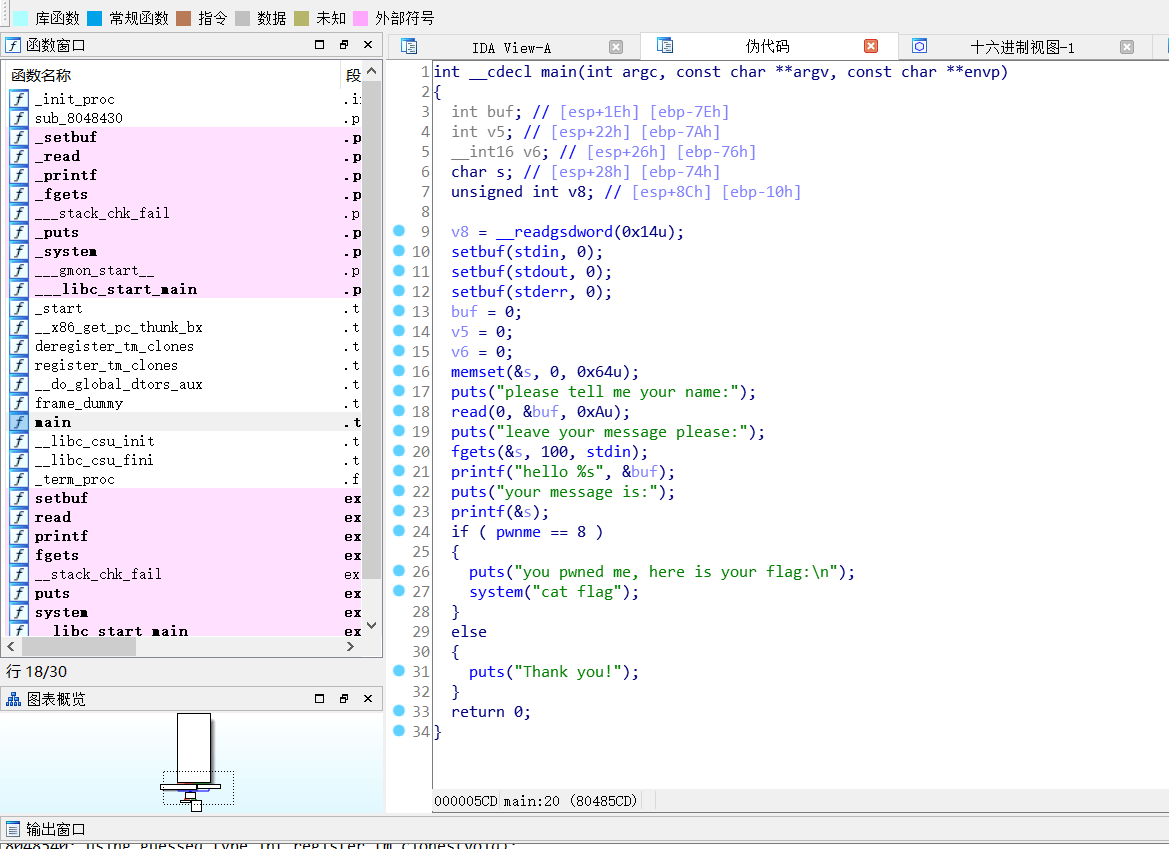 库函数 常规函数 指令 数据 未知 外部符号
函数窗口
函数名称 段
_init_proc .i
sub_8048430 .p
_setbuf .p
_read .p
_printf .p
_fgets .p
___stack_chk_fail .p
_puts .p
_system .p
___gmon_start__ .p
___libc_start_main .p
_start .t
__x86_get_pc_thunk_bx .t
deregister_tm_clones .t
register_tm_clones .t
__do_global_dtors_aux .t
frame_dummy .t
main .t
__libc_csu_init .t
__libc_csu_fini .t
_term_proc .f
setbuf ex
read ex
printf ex
fgets ex
__stack_chk_fail ex
puts ex
system ex
__libc_start_main ex
行 18/30
图表概览
IDA View-A 伪代码 十六进制视图-1
1 int __cdecl main(int argc, const char **argv, const char **envp)
2 {
3 int buf; // [esp+1Eh] [ebp-7Eh]
4 int v5; // [esp+22h] [ebp-7Ah]
5 __int16 v6; // [esp+26h] [ebp-76h]
6 char s; // [esp+28h] [ebp-74h]
7 unsigned int v8; // [esp+8Ch] [ebp-10h]
8
9 v8 = __readgsdword(0x14u);
10 setbuf(stdin, 0);
11 setbuf(stdout, 0);
12 setbuf(stderr, 0);
13 buf = 0;
14 v5 = 0;
15 v6 = 0;
16 memset(&s, 0, 0x64u);
17 puts("please tell me your name:");
18 read(0, &buf, 0xAu);
19 puts("leave your message please:");
20 fgets(&s, 100, stdin);
21 printf("hello %s", &buf);
22 puts("your message is:");
23 printf(&s);
24 if ( pwnme == 8 )
25 {
26 puts("you pwned me, here is your flag:\n");
27 system("cat flag");
28 }
29 else
30 {
31 puts("Thank you!");
32 }
33 return 0;
34 }
000005CD main:20 (80485CD)
输出窗口
8048540: using guessed type int register_tm_clones(void);